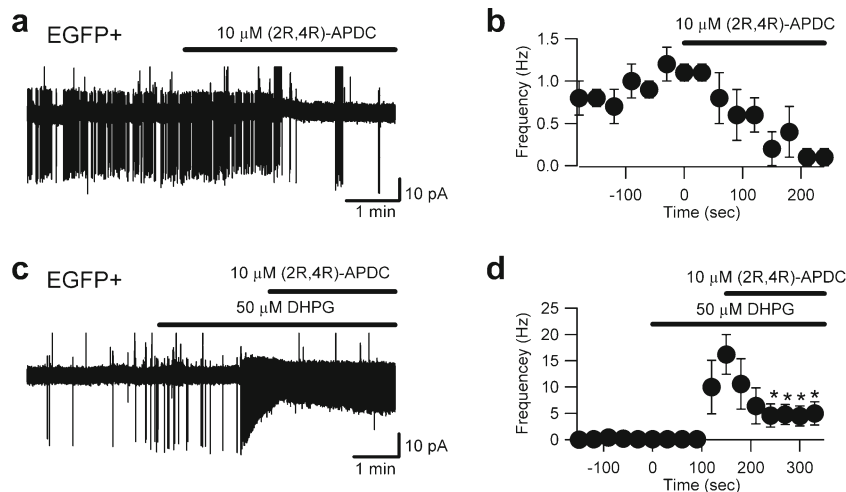 a
EGFP+
10 µM (2R,4R)-APDC
10 pA
1 min
b
10 µM (2R,4R)-APDC
Frequency (Hz)
1.5
1.0
0.5
0.0
-100 0 100 200
Time (sec)
c
EGFP+
10 µM (2R,4R)-APDC
50 µM DHPG
10 pA
1 min
d
10 µM (2R,4R)-APDC
50 µM DHPG
Frequencey (Hz)
25
20
15
10
5
0
* * * *
-100 0 100 200 300
Time (sec)